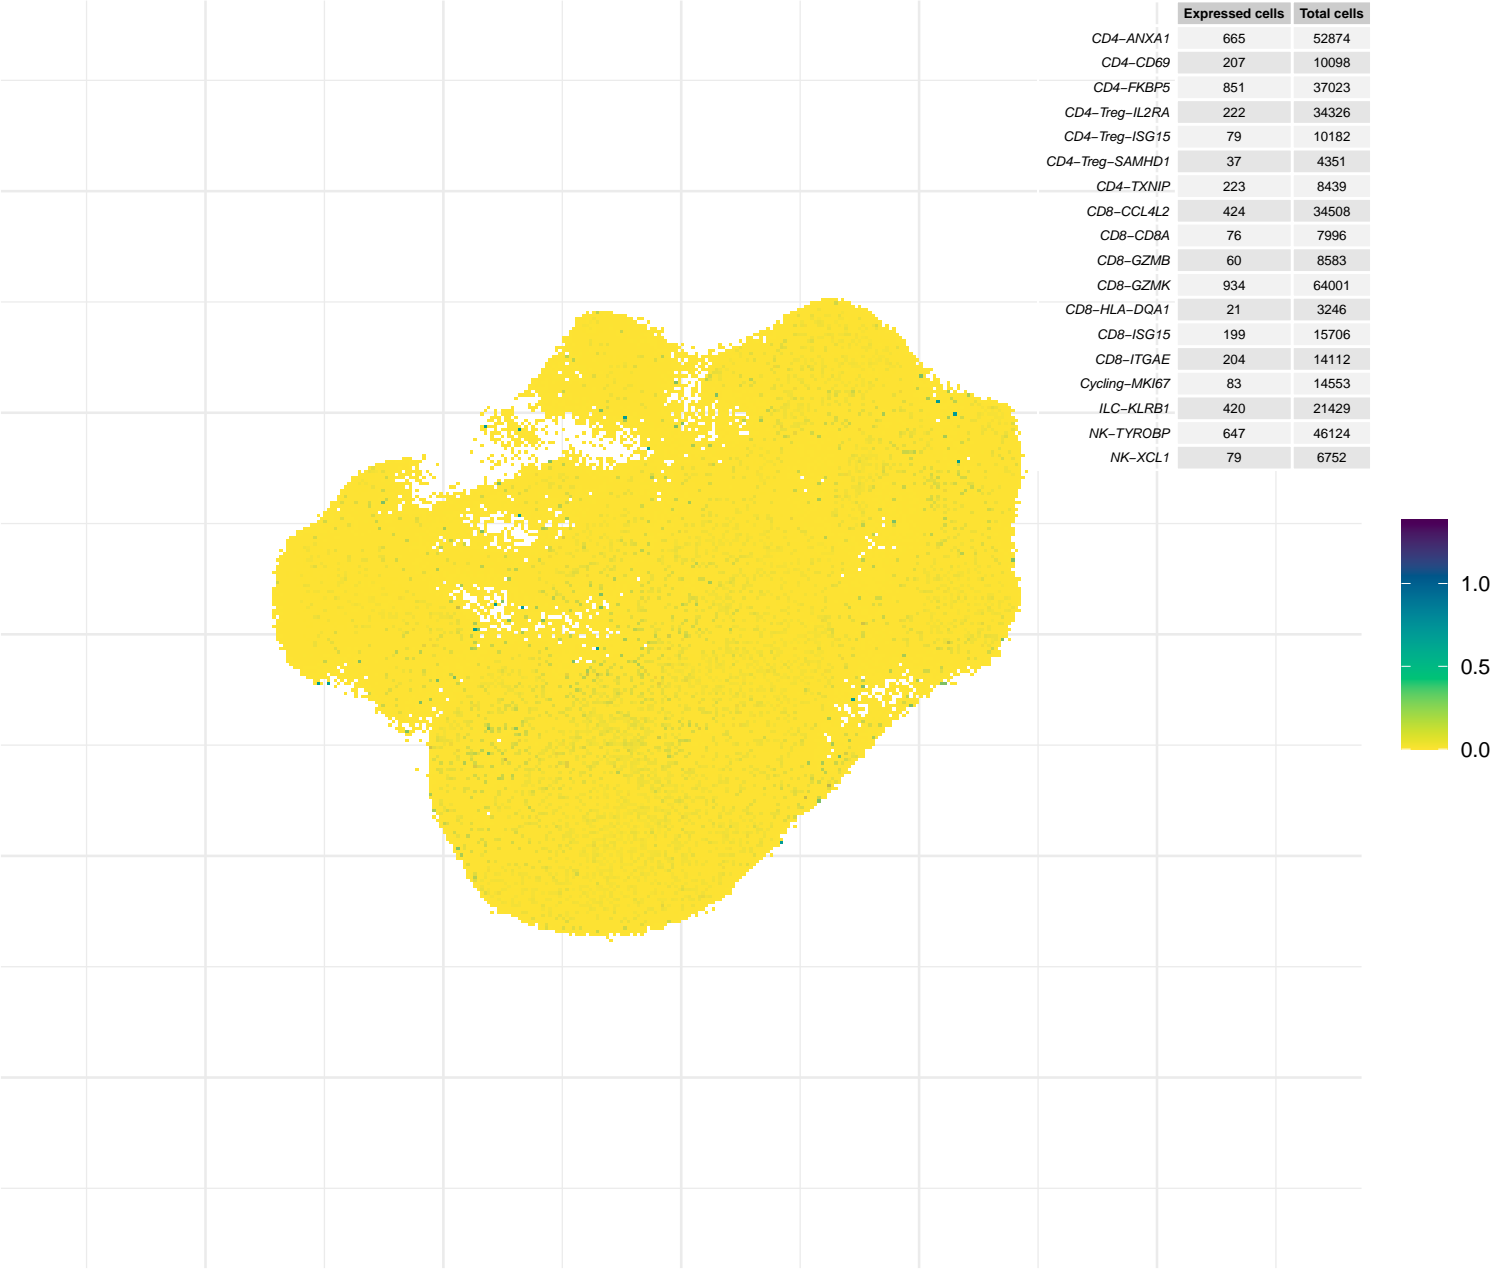 Expressed cells Total cells
CD4−ANXA1 665 52874
CD4−CD69 207 10098
CD4−FKBP5 851 37023
CD4−Treg−IL2RA 222 34326
CD4−Treg−ISG15 79 10182
CD4−Treg−SAMHD1 37 4351
CD4−TXNIP 223 8439
CD8−CCL4L2 424 34508
CD8−CD8A 76 7996
CD8−GZMB 60 8583
CD8−GZMK 934 64001
CD8−HLA−DQA1 21 3246
CD8−ISG15 199 15706
CD8−ITGAE 204 14112
Cycling−MKI67 83 14553
ILC−KLRB1 420 21429
NK−TYROBP 647 46124
NK−XCL1 79 6752
1.0
0.5
0.0